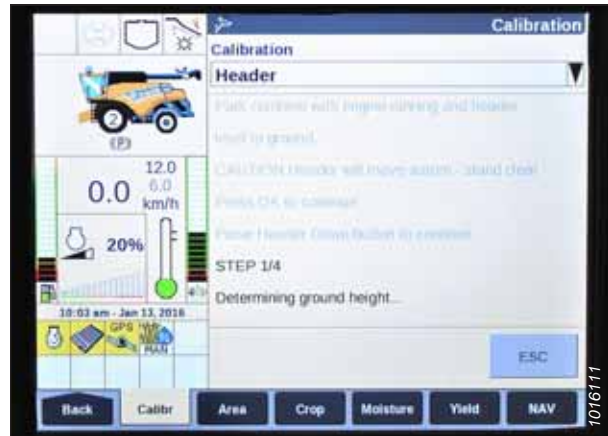 Calibration
Calibration
Header
Park combine with engine running and header
level to ground.
CAUTION Header will move autom - stand clear
Press OK to continue
Press Header Down button to continue
STEP 1/4
Determining ground height...
ESC
2
(P)
12.0
0.0
6.0
km/h
20%
10:03 am - Jan 13, 2016
GPS
MAN
Back
Calibr
Area
Crop
Moisture
Yield
NAV
1016111